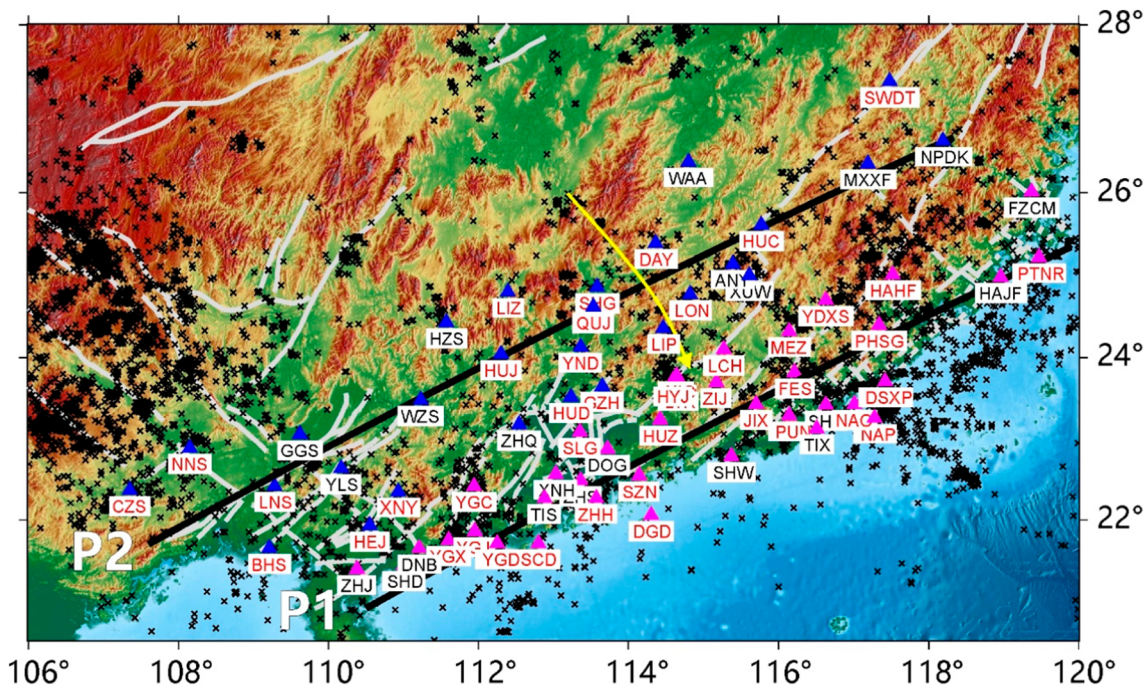 28°
SWDT
NPDK
WAA
MXXF
26°
FZCM
HUC
DAY
PTNR
ANY
XUW
HAHF
HAJF
LIZ
SHG
LON
YDXS
QUJ
HZS
LIP
MEZ
PHSG
YND
LCH
24°
HUJ
FES
HYJ
ZIJ
DSXP
GZH
WZS
HUD
JIX
SH
NAO
PUN
ZHQ
HUZ
NAP
SLG
TIX
GGS
NNS
DOG
SHW
YLS
SZN
CZS
LNS
XNY
YGC
XNH
TIS
ZHH
22°
DGD
HEJ
P2
BHS
DNB
YGX
YGDSCD
ZHJ
SHD
P1
106°
108°
110°
112°
114°
116°
118°
120°